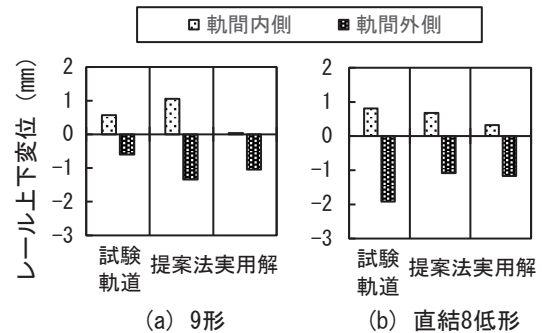 軌間内側 軌間外側
レール上下変位 (mm)
2
1
0
-1
-2
-3
試験
軌道
提案法
実用解
(a) 9形
2
1
0
-1
-2
-3
試験
軌道
提案法
実用解
(b) 直結8低形